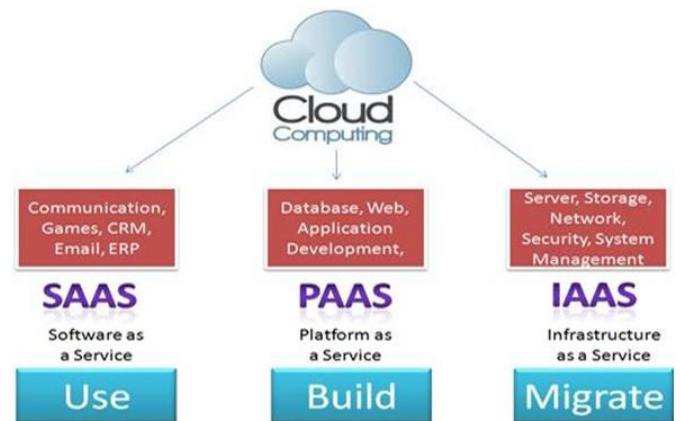 Cloud
Computing
Communication,
Games, CRM,
Email, ERP
SAAS
Software as
a Service
Use
Database, Web,
Application
Development,
PAAS
Platform as
a Service
Build
Server, Storage,
Network,
Security, System
Management
IAAS
Infrastructure
as a Service
Migrate